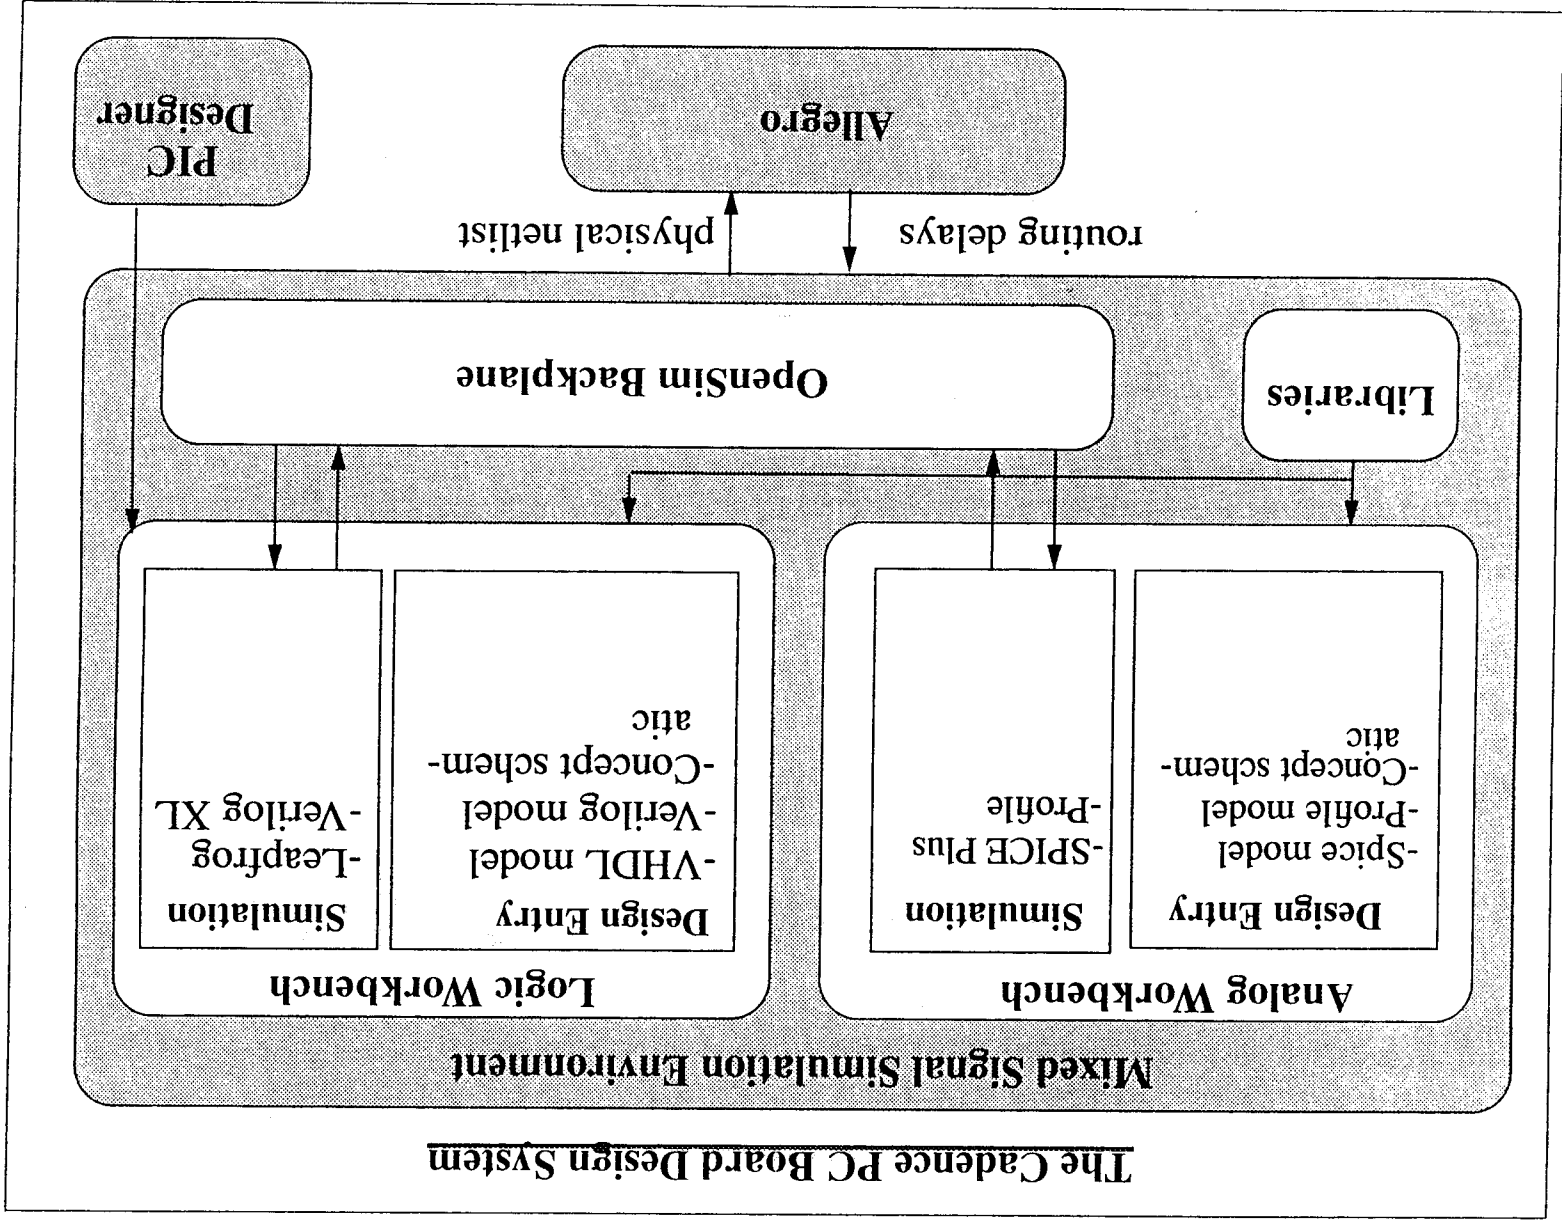 The Cadence PC Board Design System
Mixed Signal Simulation Environment
Analog Workbench
Design Entry
-Spice model
-Profile model
-Concept schem-
atic
Simulation
-SPICE Plus
-Profile
Logic Workbench
Design Entry
-VHDL model
-Verilog model
-Concept schem-
atic
Simulation
-Leapfrog
-Verilog XL
Libraries
OpenSim Backplane
routing delays
physical netlist
Allegro
PIC
Designer